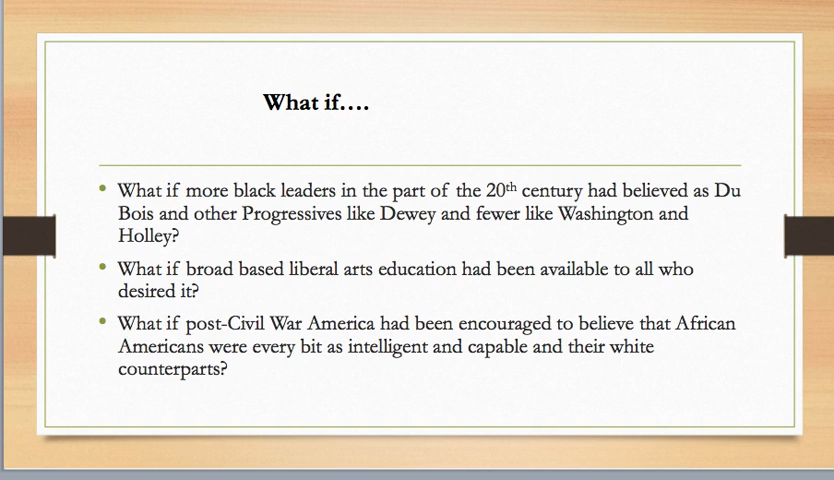 What if….
• What if more black leaders in the part of the 20th century had believed as Du
Bois and other Progressives like Dewey and fewer like Washington and
Holley?
• What if broad based liberal arts education had been available to all who
desired it?
• What if post-Civil War America had been encouraged to believe that African
Americans were every bit as intelligent and capable and their white
counterparts?